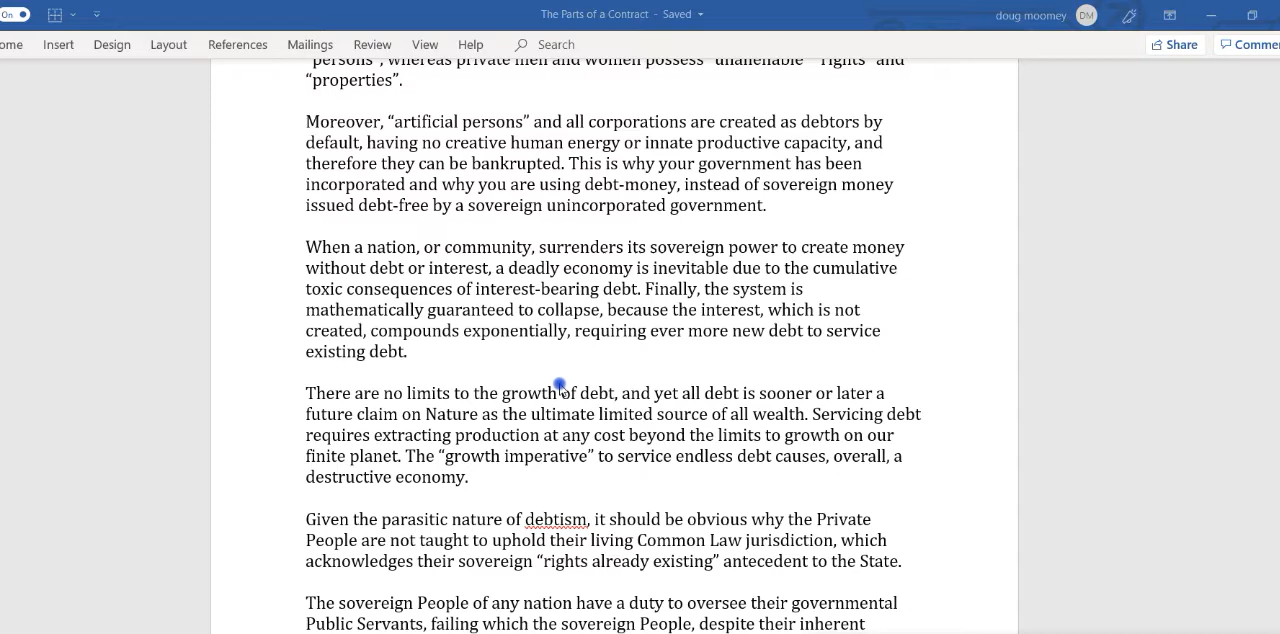 On
The Parts of a Contract - Saved
doug moomey
DM
ome Insert Design Layout References Mailings Review View Help Search Share Comme
"persons", whereas private men and women possess "unalienable" "rights" and
"properties".
Moreover, “artificial persons” and all corporations are created as debtors by
default, having no creative human energy or innate productive capacity, and
therefore they can be bankrupted. This is why your government has been
incorporated and why you are using debt-money, instead of sovereign money
issued debt-free by a sovereign unincorporated government.
When a nation, or community, surrenders its sovereign power to create money
without debt or interest, a deadly economy is inevitable due to the cumulative
toxic consequences of interest-bearing debt. Finally, the system is
mathematically guaranteed to collapse, because the interest, which is not
created, compounds exponentially, requiring ever more new debt to service
existing debt.
There are no limits to the growth of debt, and yet all debt is sooner or later a
future claim on Nature as the ultimate limited source of all wealth. Servicing debt
requires extracting production at any cost beyond the limits to growth on our
finite planet. The “growth imperative” to service endless debt causes, overall, a
destructive economy.
Given the parasitic nature of debtism, it should be obvious why the Private
People are not taught to uphold their living Common Law jurisdiction, which
acknowledges their sovereign “rights already existing” antecedent to the State.
The sovereign People of any nation have a duty to oversee their governmental
Public Servants, failing which the sovereign People, despite their inherent